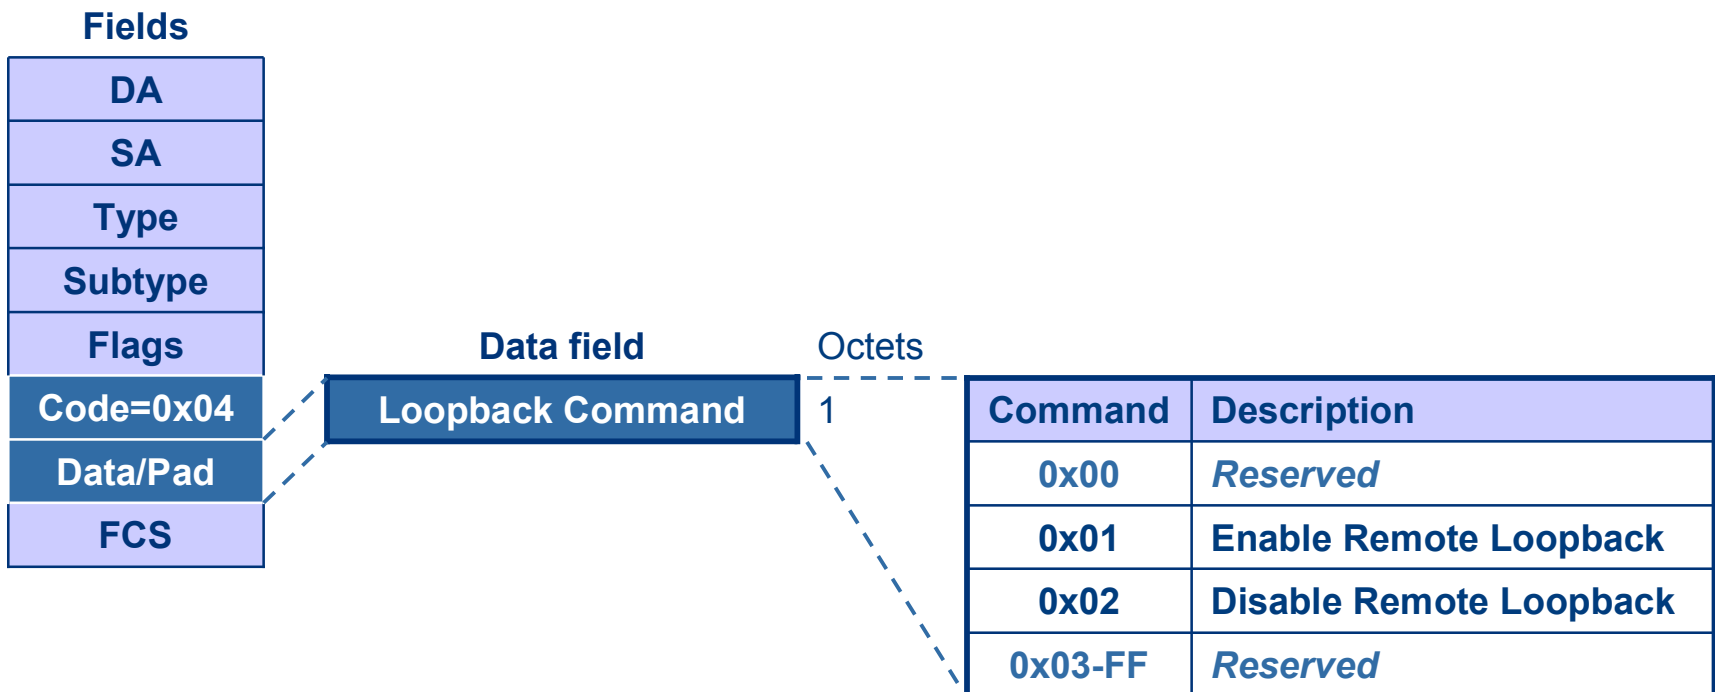 Fields
DA
SA
Type
Subtype
Flags
Code=0x04
Data/Pad
FCS
Data field
Octets
Loopback Command
1
Command Description
0x00 Reserved
0x01 Enable Remote Loopback
0x02 Disable Remote Loopback
0x03-FF Reserved